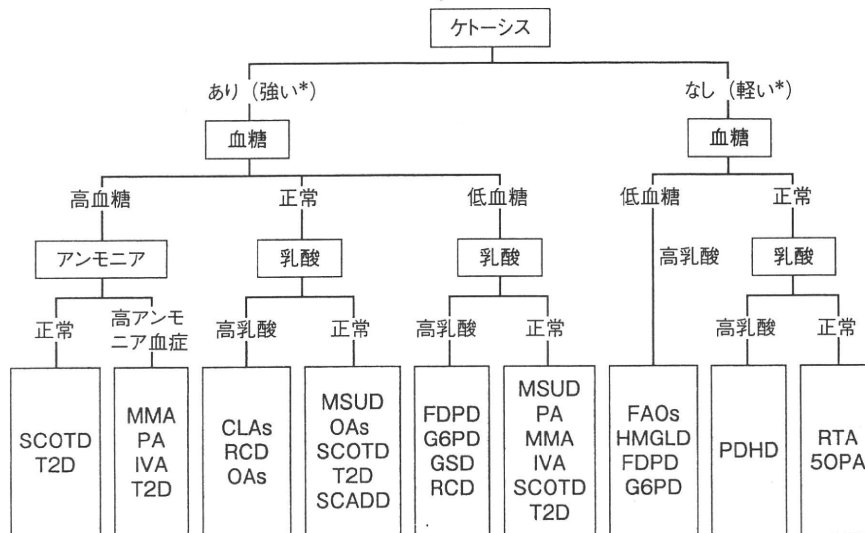 ケトーシス
あり（強い*）
なし（軽い*）
血糖
血糖
高血糖
正常
低血糖
低血糖
正常
アンモニア
乳酸
乳酸
高乳酸
乳酸
正常
高アンモ
ニア血症
高乳酸
正常
高乳酸
正常
高乳酸
正常
SCOTD
T2D
MMA
PA
IVA
T2D
CLAs
RCD
OAs
MSUD
OAs
SCOTD
T2D
SCADD
FDPD
G6PD
GSD
RCD
MSUD
PA
MMA
IVA
SCOTD
T2D
FAOs
HMGLD
FDPD
G6PD
PDHD
RTA
5OPA